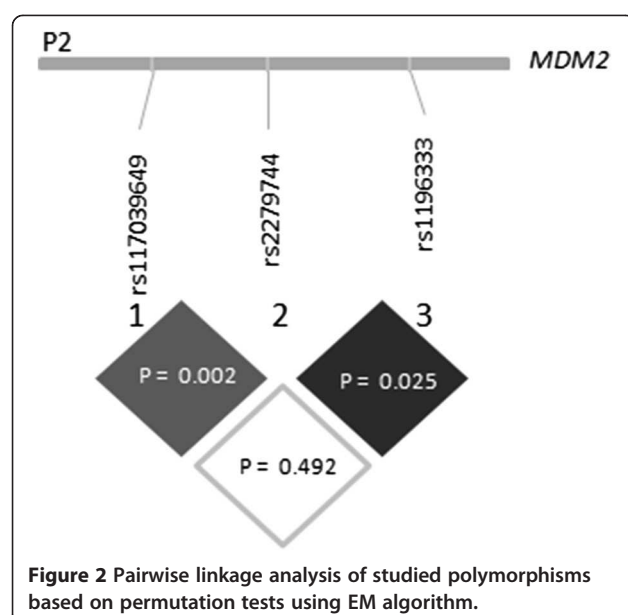 P2
MDM2
rs117039649
rs2279744
rs1196333
1 2 3
P = 0.002
P = 0.025
P = 0.492
Figure 2 Pairwise linkage analysis of studied polymorphisms
based on permutation tests using EM algorithm.